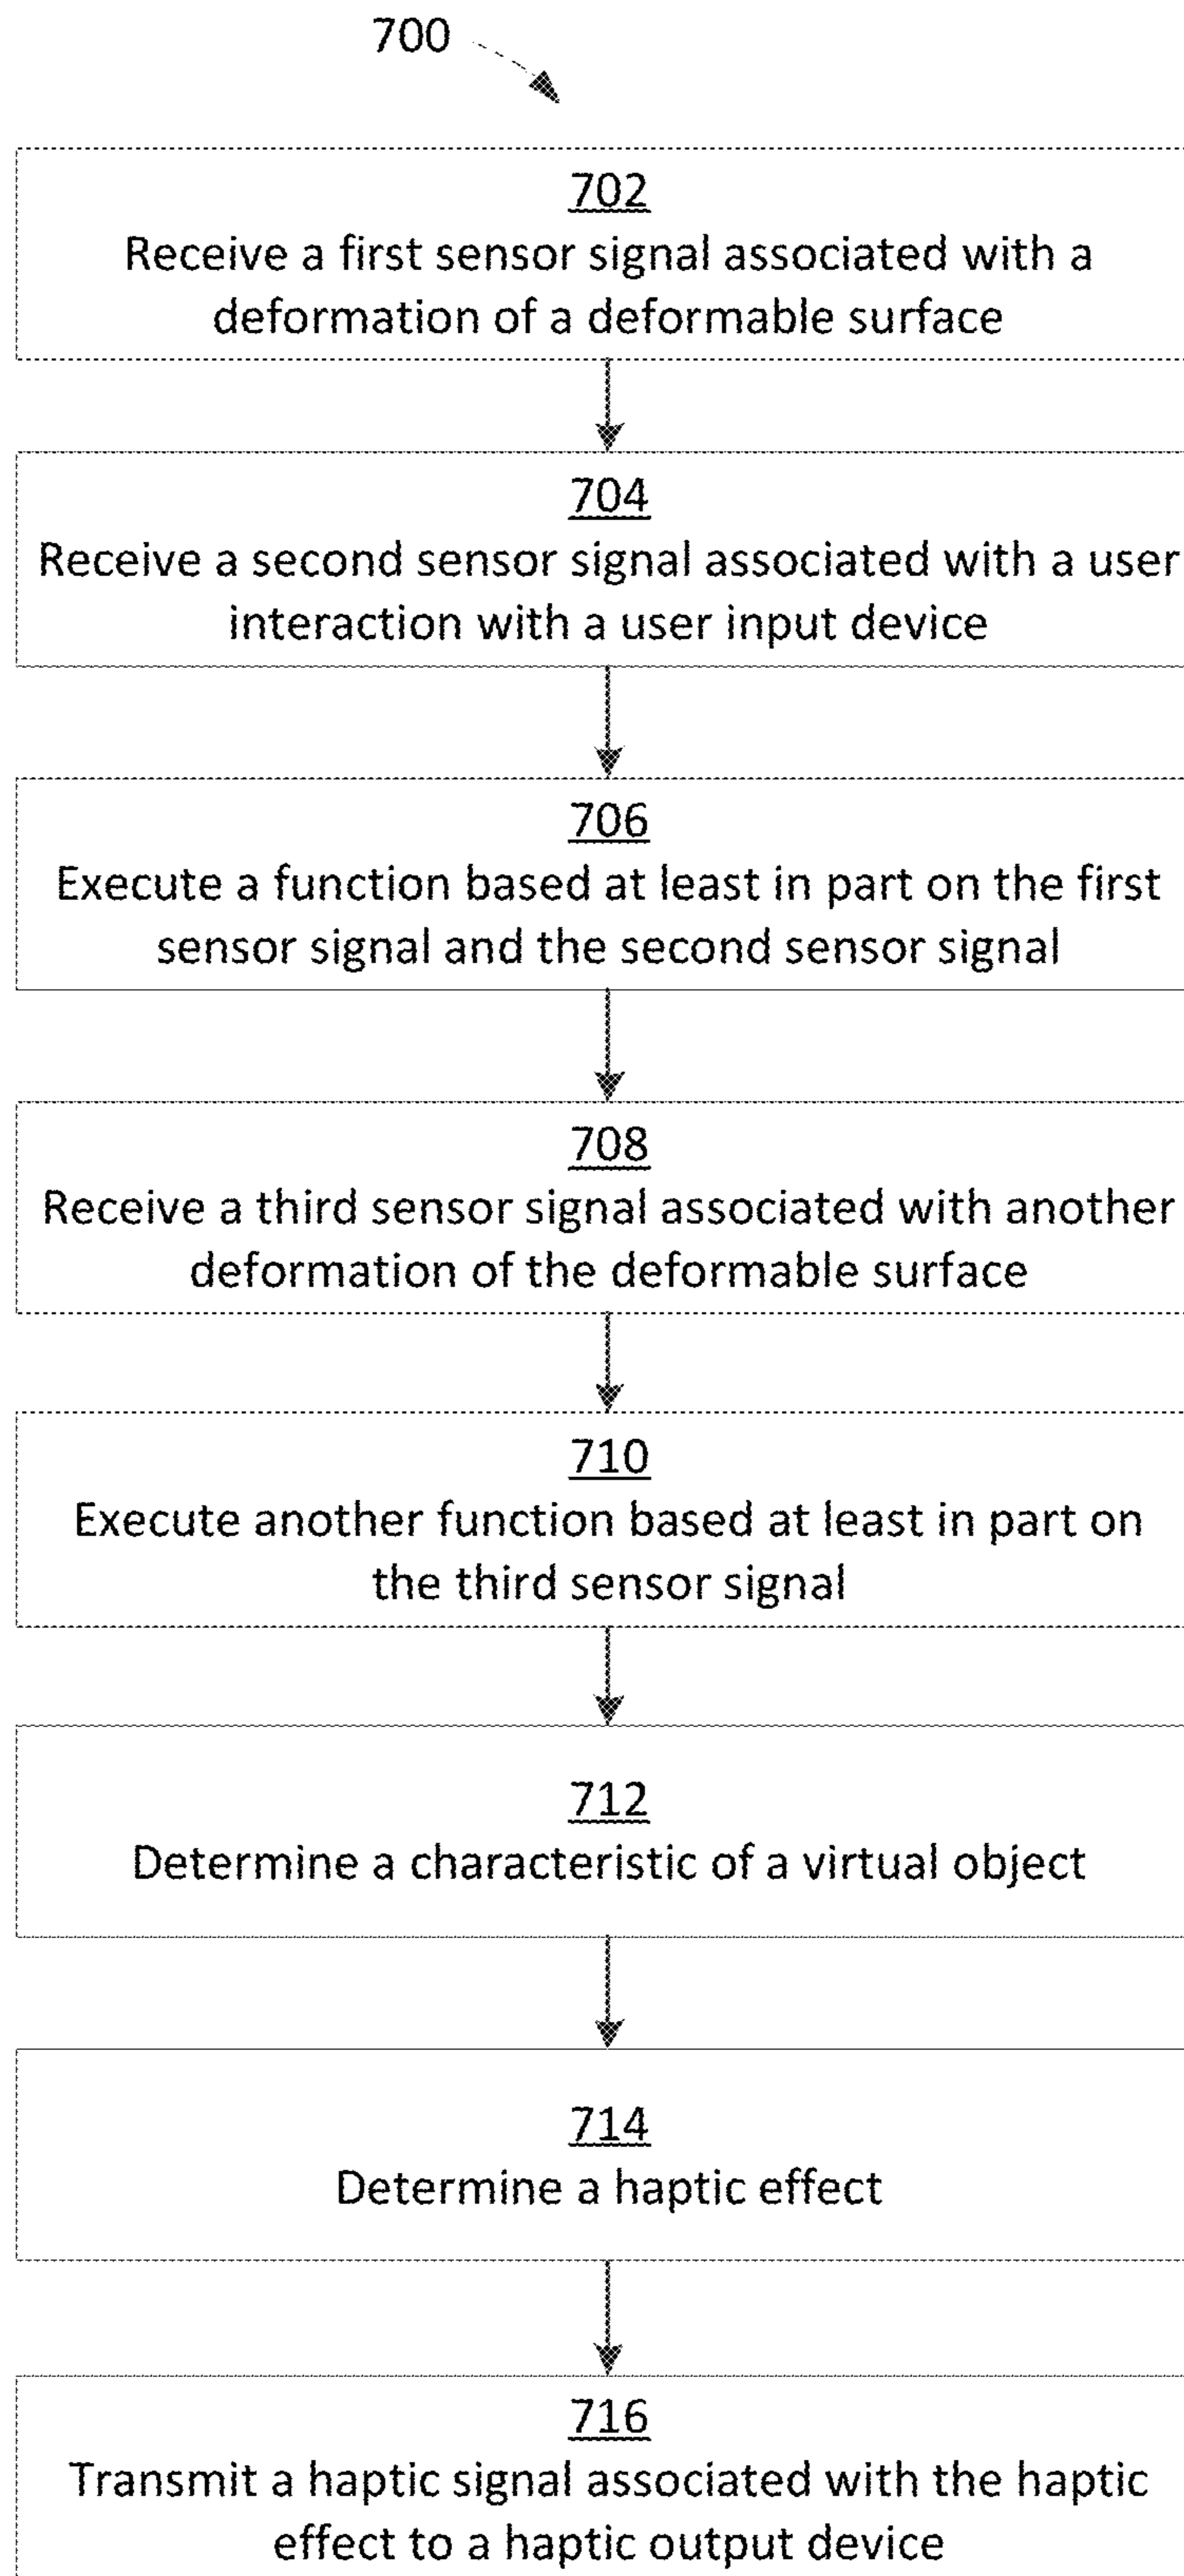 700
702
Receive a first sensor signal associated with a
deformation of a deformable surface
704
Receive a second sensor signal associated with a user
interaction with a user input device
706
Execute a function based at least in part on the first
sensor signal and the second sensor signal
708
Receive a third sensor signal associated with another
deformation of the deformable surface
710
Execute another function based at least in part on
the third sensor signal
712
Determine a characteristic of a virtual object
714
Determine a haptic effect
716
Transmit a haptic signal associated with the haptic
effect to a haptic output device